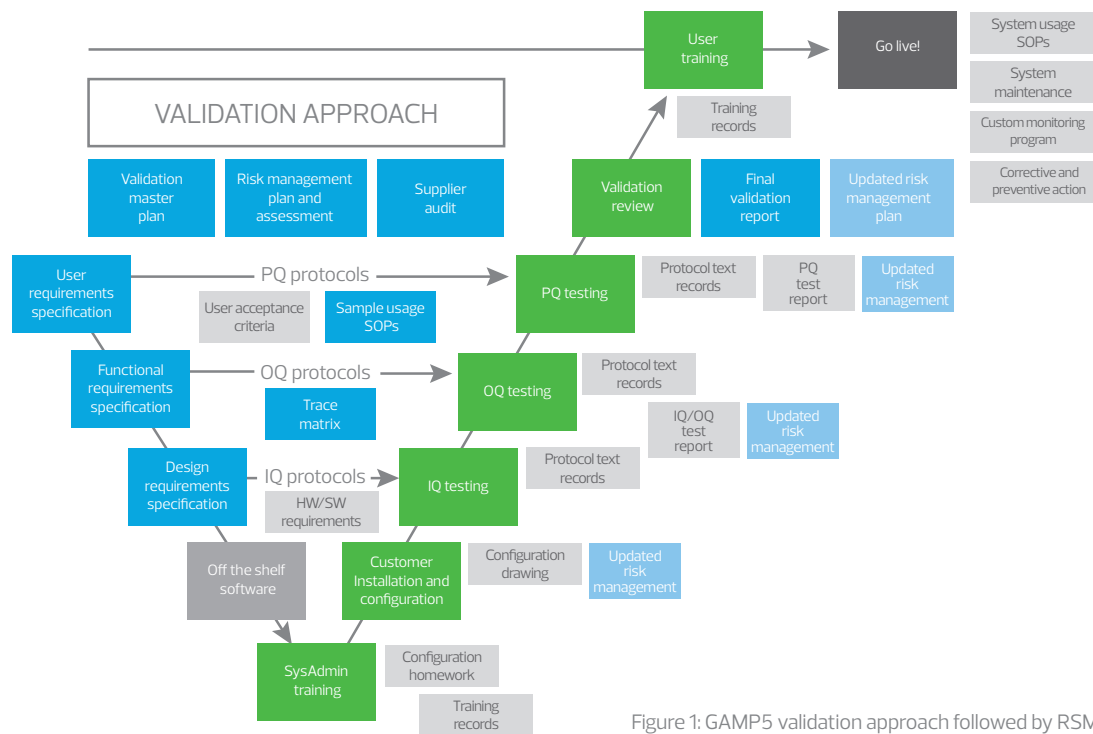 User
training
Go live!
System usage
SOPs
System
maintenance
Custom monitoring
program
Corrective and
preventive action
Training
records
VALIDATION APPROACH
Validation
master
plan
Risk management
plan and
assessment
Supplier
audit
Validation
review
Final
validation
report
Updated risk
management
plan
User
requirements
specification
PQ protocols
User acceptance
criteria
Sample usage
SOPs
PQ testing
Protocol text
records
PQ
test
report
Updated
risk
management
Functional
requirements
specification
OQ protocols
Trace
matrix
OQ testing
Protocol text
records
IQ/OQ
test
report
Updated
risk
management
Design
requirements
specification
IQ protocols
HW/SW
requirements
IQ testing
Protocol text
records
Off the shelf
software
Customer
Installation and
configuration
Configuration
drawing
Updated
risk
management
SysAdmin
training
Configuration
homework
Training
records
Figure 1: GAMP5 validation approach followed by RSM